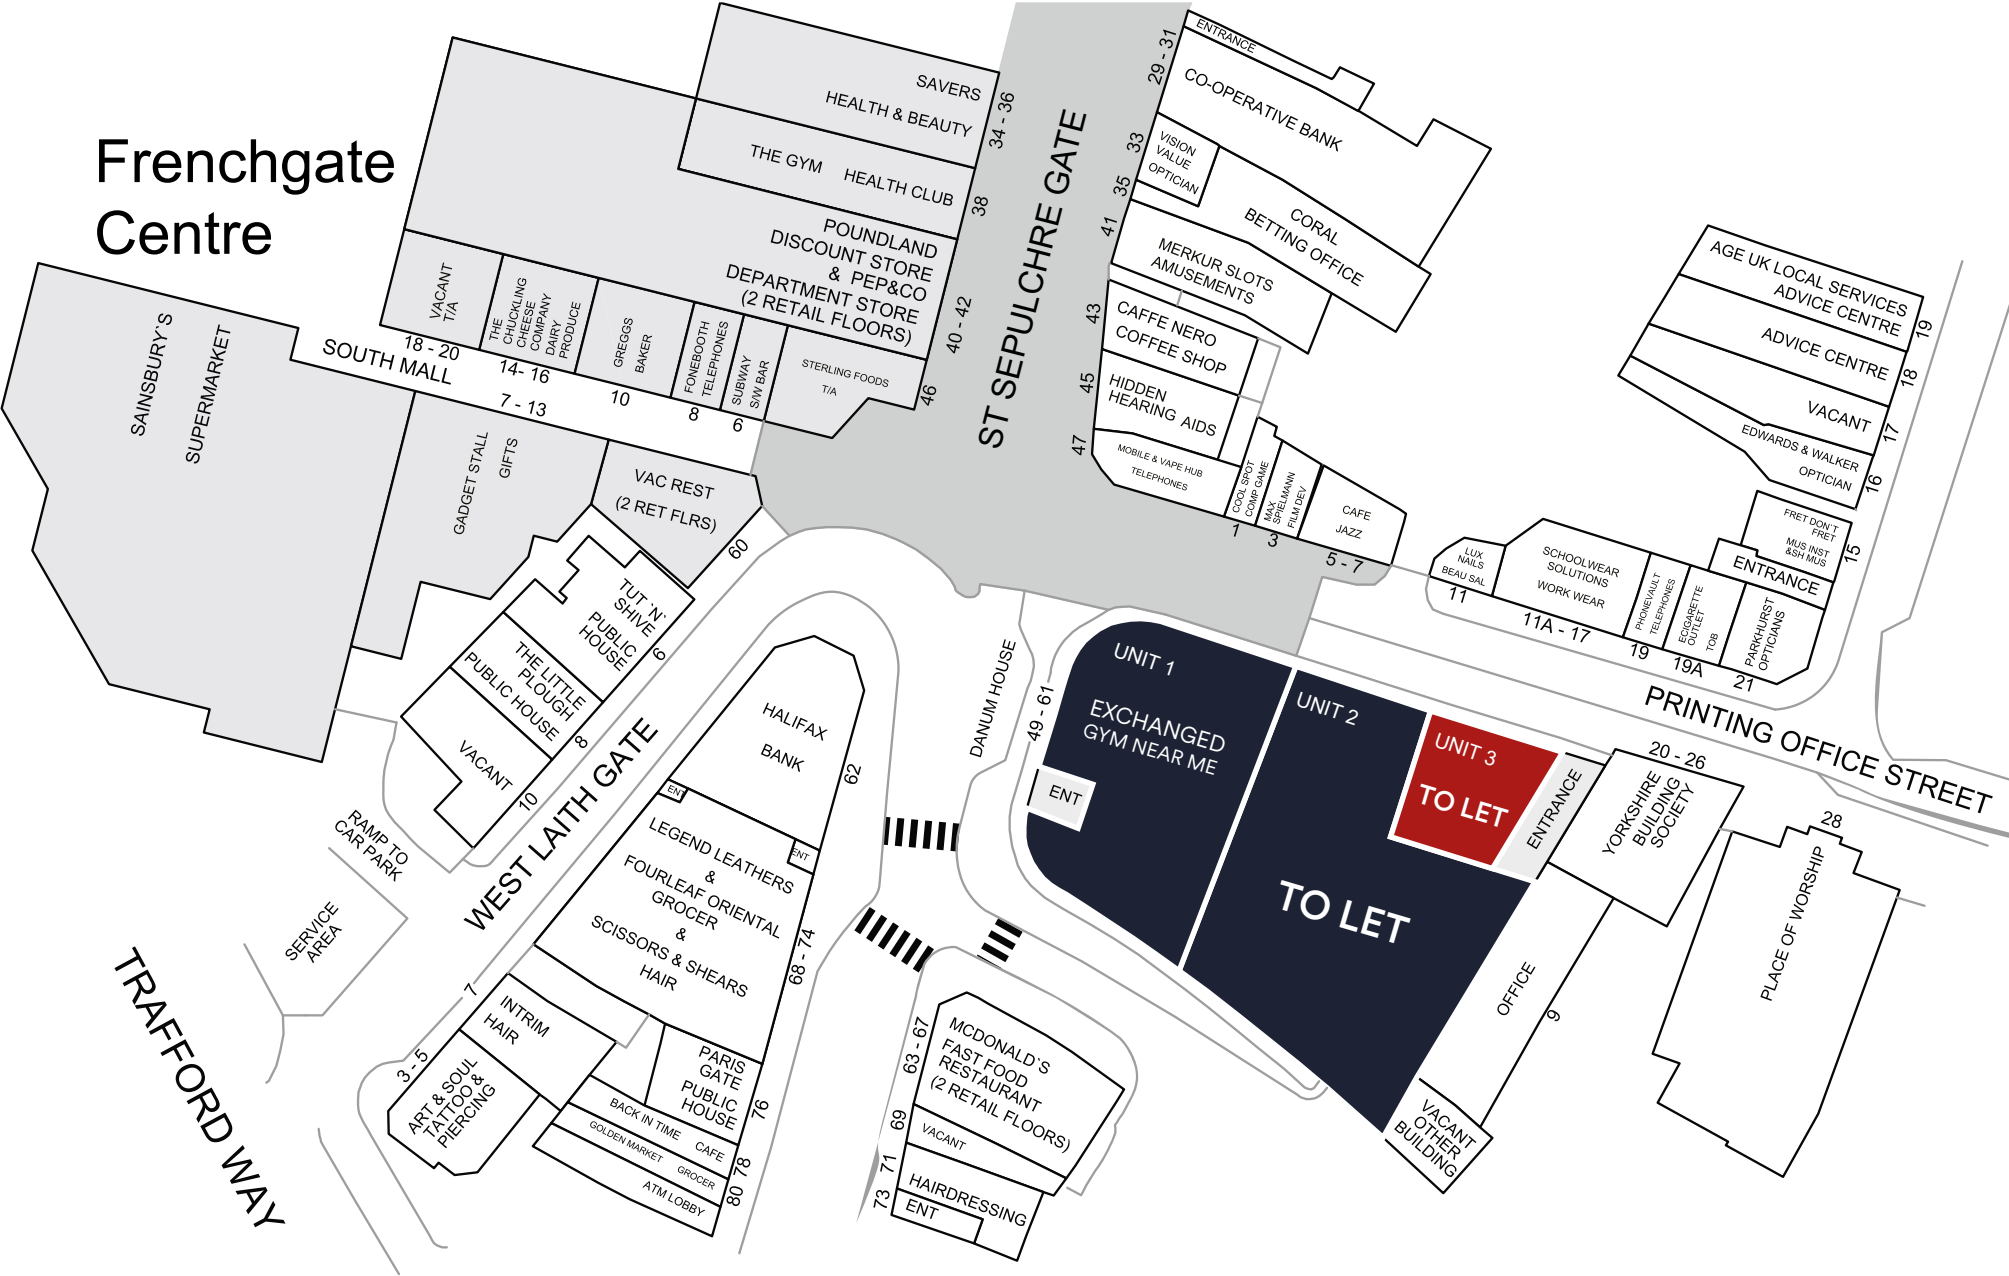 Frenchgate
Centre
SAINSBURY`S
SUPERMARKET
SAVERS
HEALTH & BEAUTY
34 - 36
THE GYM HEALTH CLUB
38
POUNDLAND
DISCOUNT STORE
& PEP&CO
DEPARTMENT STORE
(2 RETAIL FLOORS)
40 - 42
VACANT
T/A
18 - 20
THE
CHUCKLING
CHEESE
COMPANY
DAIRY
PRODUCE
14- 16
GREGGS
BAKER
10
FONEBOOTH
TELEPHONES
8
SUBWAY
S/W BAR
6
STERLING FOODS
T/A
46
SOUTH MALL
7 - 13
GADGET STALL
GIFTS
VAC REST
(2 RET FLRS)
60
ST SEPULCHRE GATE
29 - 31
ENTRANCE
CO-OPERATIVE BANK
33
VISION
VALUE
OPTICIAN
35
CORAL
BETTING OFFICE
41
MERKUR SLOTS
AMUSEMENTS
43
CAFFE NERO
COFFEE SHOP
45
HIDDEN
HEARING AIDS
47
MOBILE & VAPE HUB
TELEPHONES
COOL SPOT
COMP GAME
1
MAX
SPIELMANN
FILM DEV
3
CAFE
JAZZ
5 - 7
AGE UK LOCAL SERVICES
ADVICE CENTRE
19
ADVICE CENTRE
18
VACANT
17
EDWARDS & WALKER
OPTICIAN
16
FRET DON`T
FRET
MUS INST
&SH MUS
15
ENTRANCE
LUX
NAILS
BEAU SAL
11
SCHOOLWEAR
SOLUTIONS
WORK WEAR
11A - 17
PHONEVAULT
TELEPHONES
19
ECIGARETTE
OUTLET
TOB
19A
PARKHURST
OPTICIANS
21
PRINTING OFFICE STREET
TUT `N`
SHIVE
PUBLIC
HOUSE
6
THE LITTLE
PLOUGH
PUBLIC HOUSE
8
VACANT
10
WEST LAITH GATE
RAMP TO
CAR PARK
SERVICE
AREA
TRAFFORD WAY
HALIFAX
BANK
62
ENT
ENT
LEGEND LEATHERS
&
FOURLEAF ORIENTAL
GROCER
&
SCISSORS & SHEARS
HAIR
68 - 74
7
INTRIM
HAIR
3 - 5
ART & SOUL
TATTOO &
PIERCING
PARIS
GATE
PUBLIC
HOUSE
76
BACK IN TIME CAFE
78
GOLDEN MARKET GROCER
80
ATM LOBBY
DANUM HOUSE
49 - 61
UNIT 1
EXCHANGED
GYM NEAR ME
ENT
UNIT 2
TO LET
UNIT 3
TO LET
ENTRANCE
20 - 26
YORKSHIRE
BUILDING
SOCIETY
28
PLACE OF WORSHIP
OFFICE
9
VACANT
OTHER
BUILDING
63 - 67
MCDONALD`S
FAST FOOD
RESTAURANT
(2 RETAIL FLOORS)
69
VACANT
71
HAIRDRESSING
73
ENT